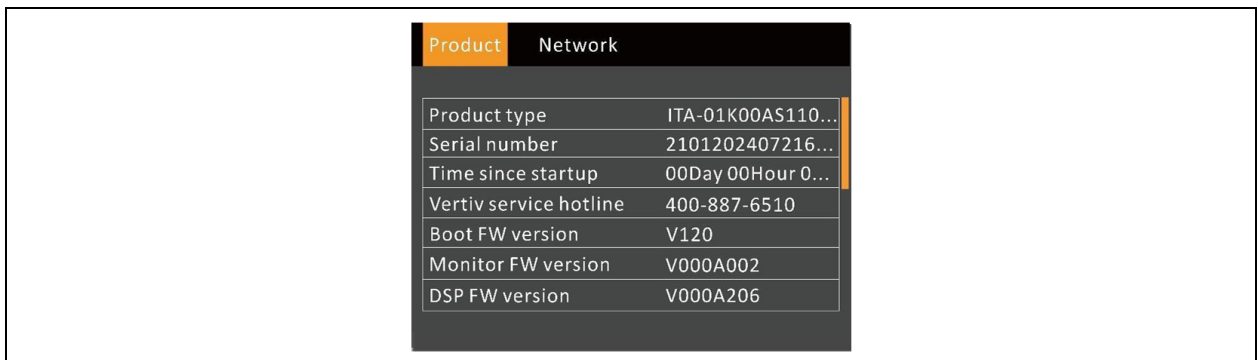 Product Network
Product type ITA-01K00AS110...
Serial number 2101202407216...
Time since startup 00Day 00Hour 0...
Vertiv service hotline 400-887-6510
Boot FW version V120
Monitor FW version V000A002
DSP FW version V000A206